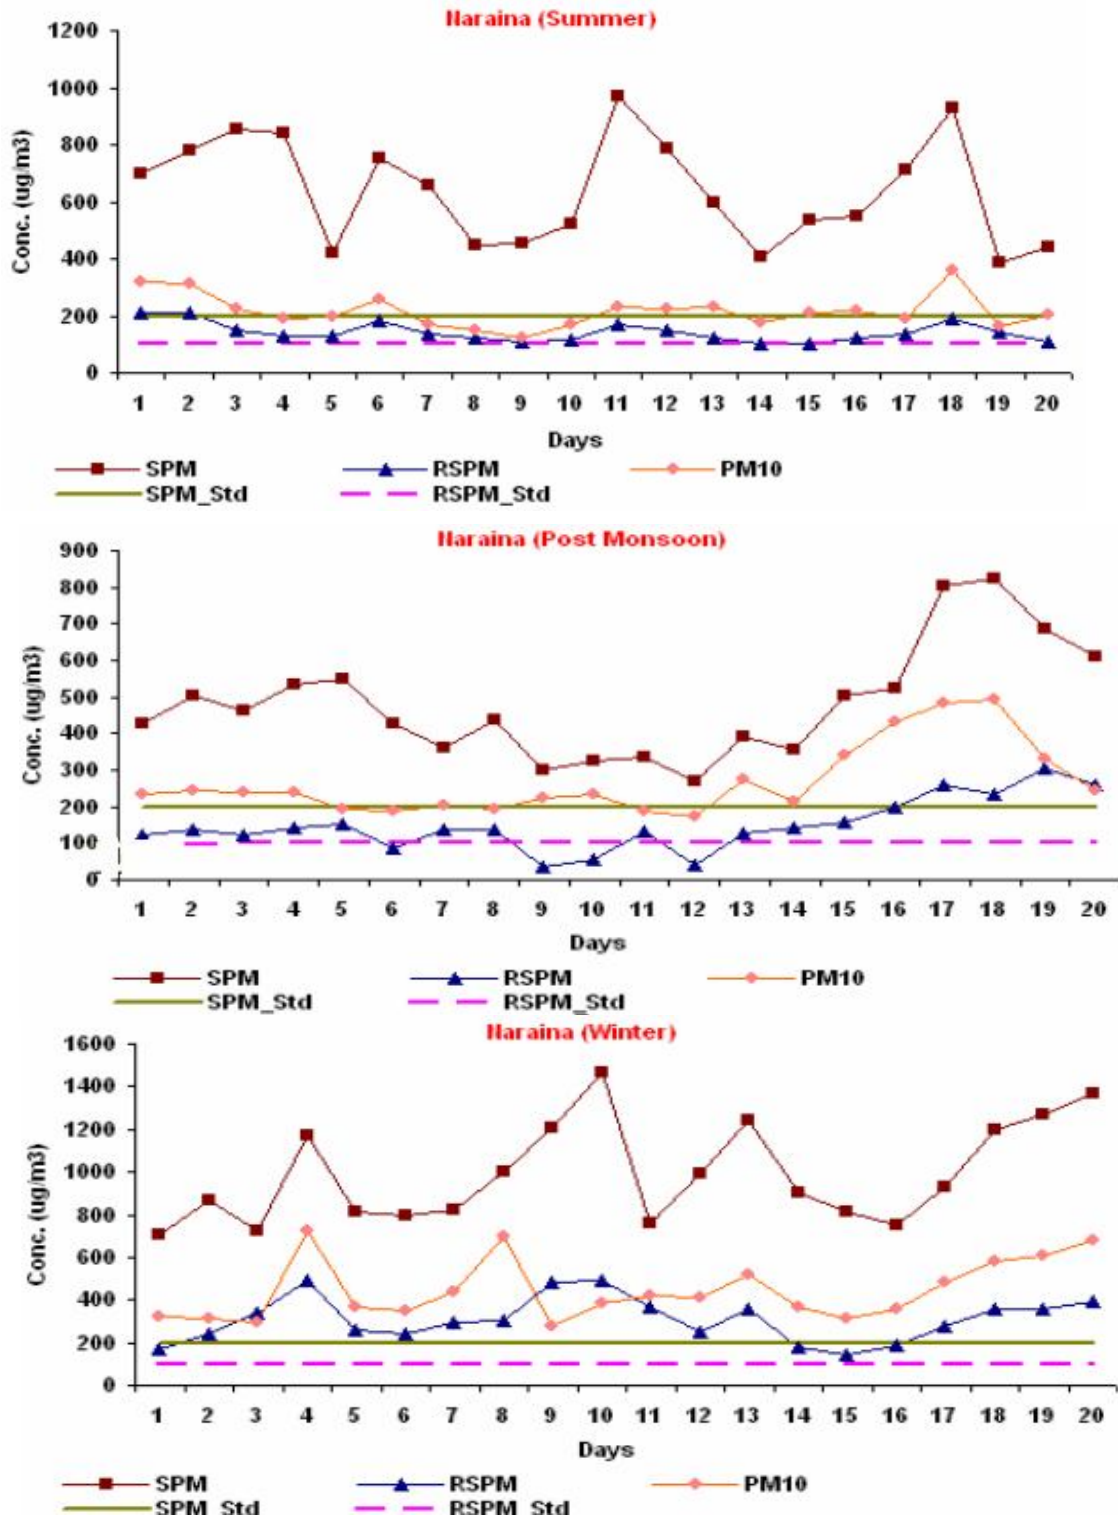 Naraina (Summer)
1200
1000
800
600
400
200
0
Conc. (ug/m3)
1 2 3 4 5 6 7 8 9 10 11 12 13 14 15 16 17 18 19 20
Days
SPM RSPM PM10
SPM_Std RSPM_Std
Naraina (Post Monsoon)
900
800
700
600
500
400
300
200
100
0
Conc. (ug/m3)
1 2 3 4 5 6 7 8 9 10 11 12 13 14 15 16 17 18 19 20
Days
SPM RSPM PM10
SPM_Std RSPM_Std
Naraina (Winter)
1600
1400
1200
1000
800
600
400
200
0
Conc. (ug/m3)
1 2 3 4 5 6 7 8 9 10 11 12 13 14 15 16 17 18 19 20
Days
SPM RSPM PM10
SPM_Std RSPM_Std